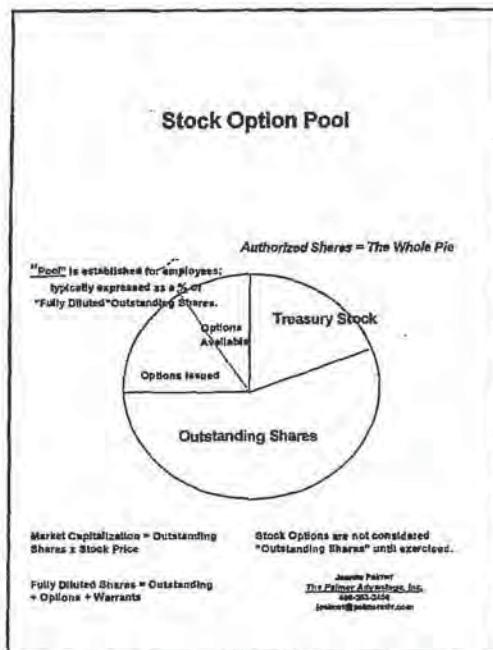 Stock Option Pool
Authorized Shares = The Whole Pie
"Pool" is established for employees;
typically expressed as a % of
"Fully Diluted" Outstanding Shares.
Options
Available
Treasury Stock
Options Issued
Outstanding Shares
Market Capitalization = Outstanding
Shares x Stock Price
Stock Options are not considered
"Outstanding Shares" until exercised.
Fully Diluted Shares = Outstanding
+ Options + Warrants
Palmer
The Palmer Advantage, Inc.